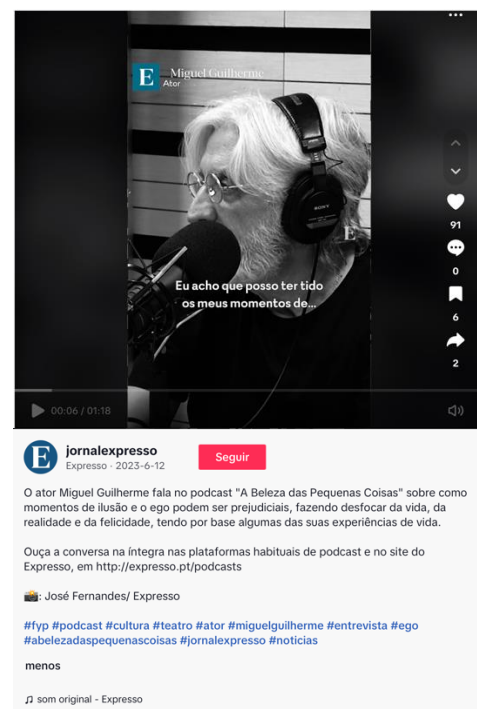 E Miguel Guilherme
Ator
SONY
E
Eu acho que posso ter tido
os meus momentos de...
91
0
6
2
00:06 / 01:18
E jornalexpresso
Expresso · 2023-6-12
Seguir
O ator Miguel Guilherme fala no podcast "A Beleza das Pequenas Coisas" sobre como
momentos de ilusão e o ego podem ser prejudiciais, fazendo desfocar da vida, da
realidade e da felicidade, tendo por base algumas das suas experiências de vida.
Ouça a conversa na íntegra nas plataformas habituais de podcast e no site do
Expresso, em http://expresso.pt/podcasts
📸: José Fernandes/ Expresso
#fyp #podcast #cultura #teatro #ator #miguelguilherme #entrevista #ego
#abelezadaspequenascoisas #jornalexpresso #noticias
menos
♫ som original - Expresso